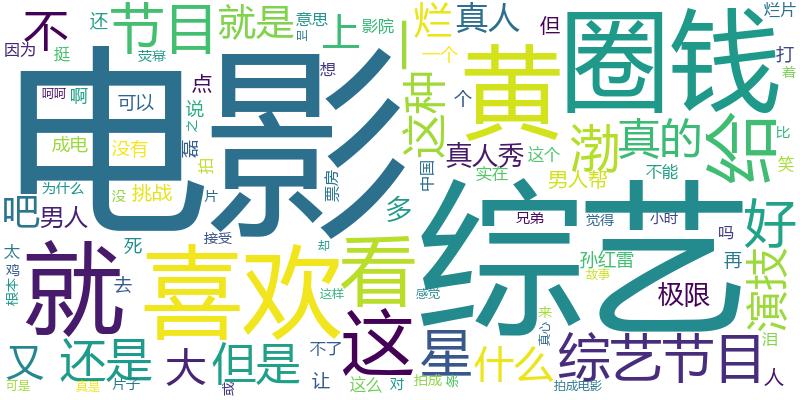 不
节目
就是
上
一
烂
真人
但
圈钱
烂片
因为
挺
还
荧幕
意思
叫
影院
一个
打
着
电影
想
这种
黄
个
给
呵呵
啊
可以
点
之
说
渤
真的
比
成电
没有
磊
拍
票房
真人秀
这个
笑
为什么
没
挑战
片
中国
实在
男人帮
不能
吧
男人
多
综艺
兄弟
觉得
小时
好
太
死
接受
却
吗
鸡
就
去
喜欢
看
孙红雷
再
演技
根本
这样
感觉
故事
极限
来
真心
泪
又
还是
大
但是
不了
这
星
什么
综艺节目
人
可是
真是
片子
或
让
这么
对
拍成
拍成电影